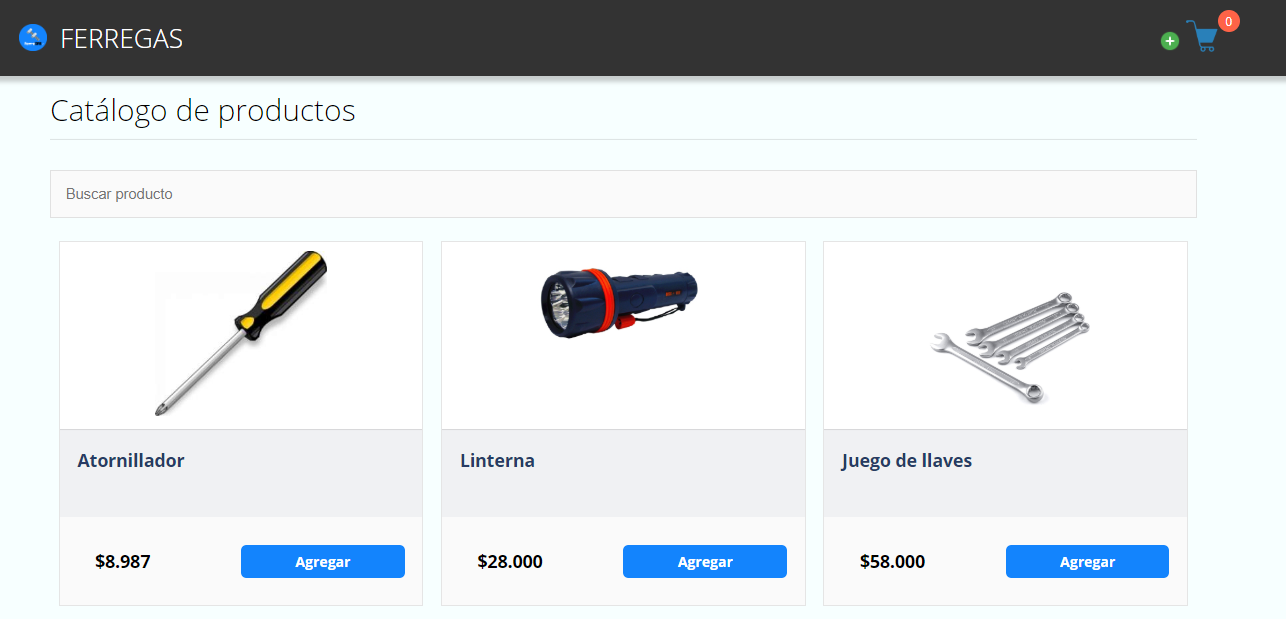 FERREGAS
0
Catálogo de productos
Buscar producto
Atornillador
Linterna
Juego de llaves
$8.987
Agregar
$28.000
Agregar
$58.000
Agregar